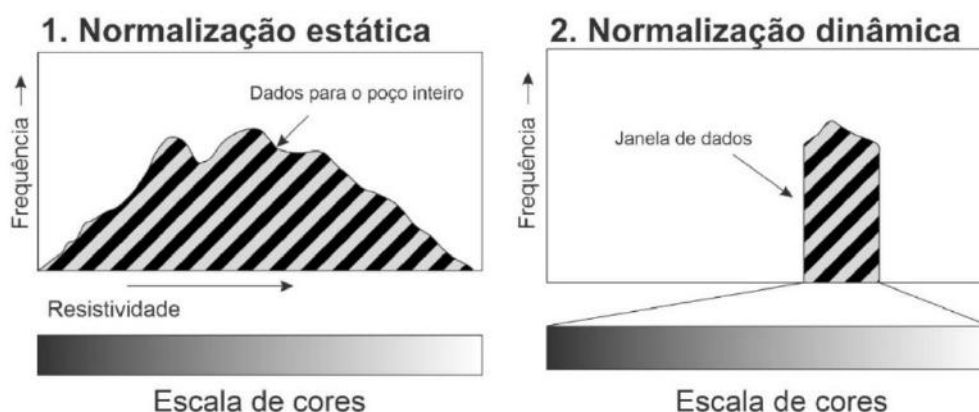 1. Normalização estática
Frequência
Dados para o poço inteiro
Resistividade
Escala de cores
2. Normalização dinâmica
Frequência
Janela de dados
Escala de cores